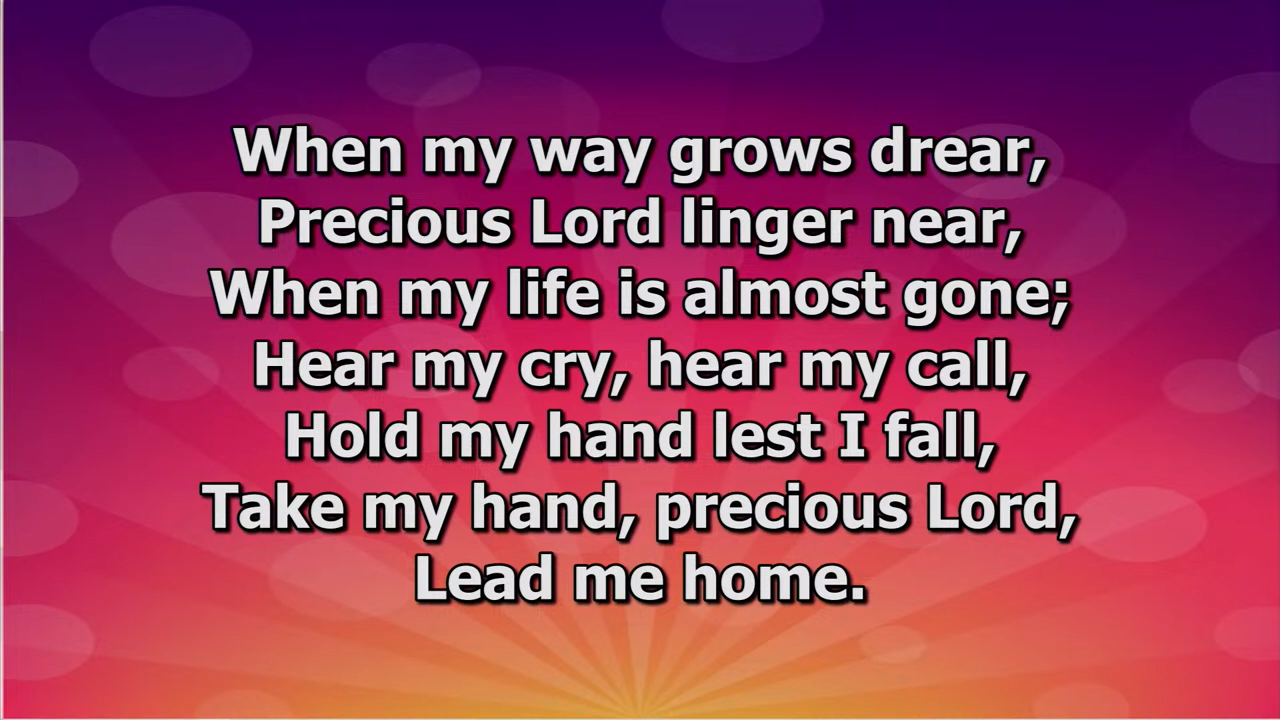 When my way grows drear,
Precious Lord linger near,
When my life is almost gone;
Hear my cry, hear my call,
Hold my hand lest I fall,
Take my hand, precious Lord,
Lead me home.